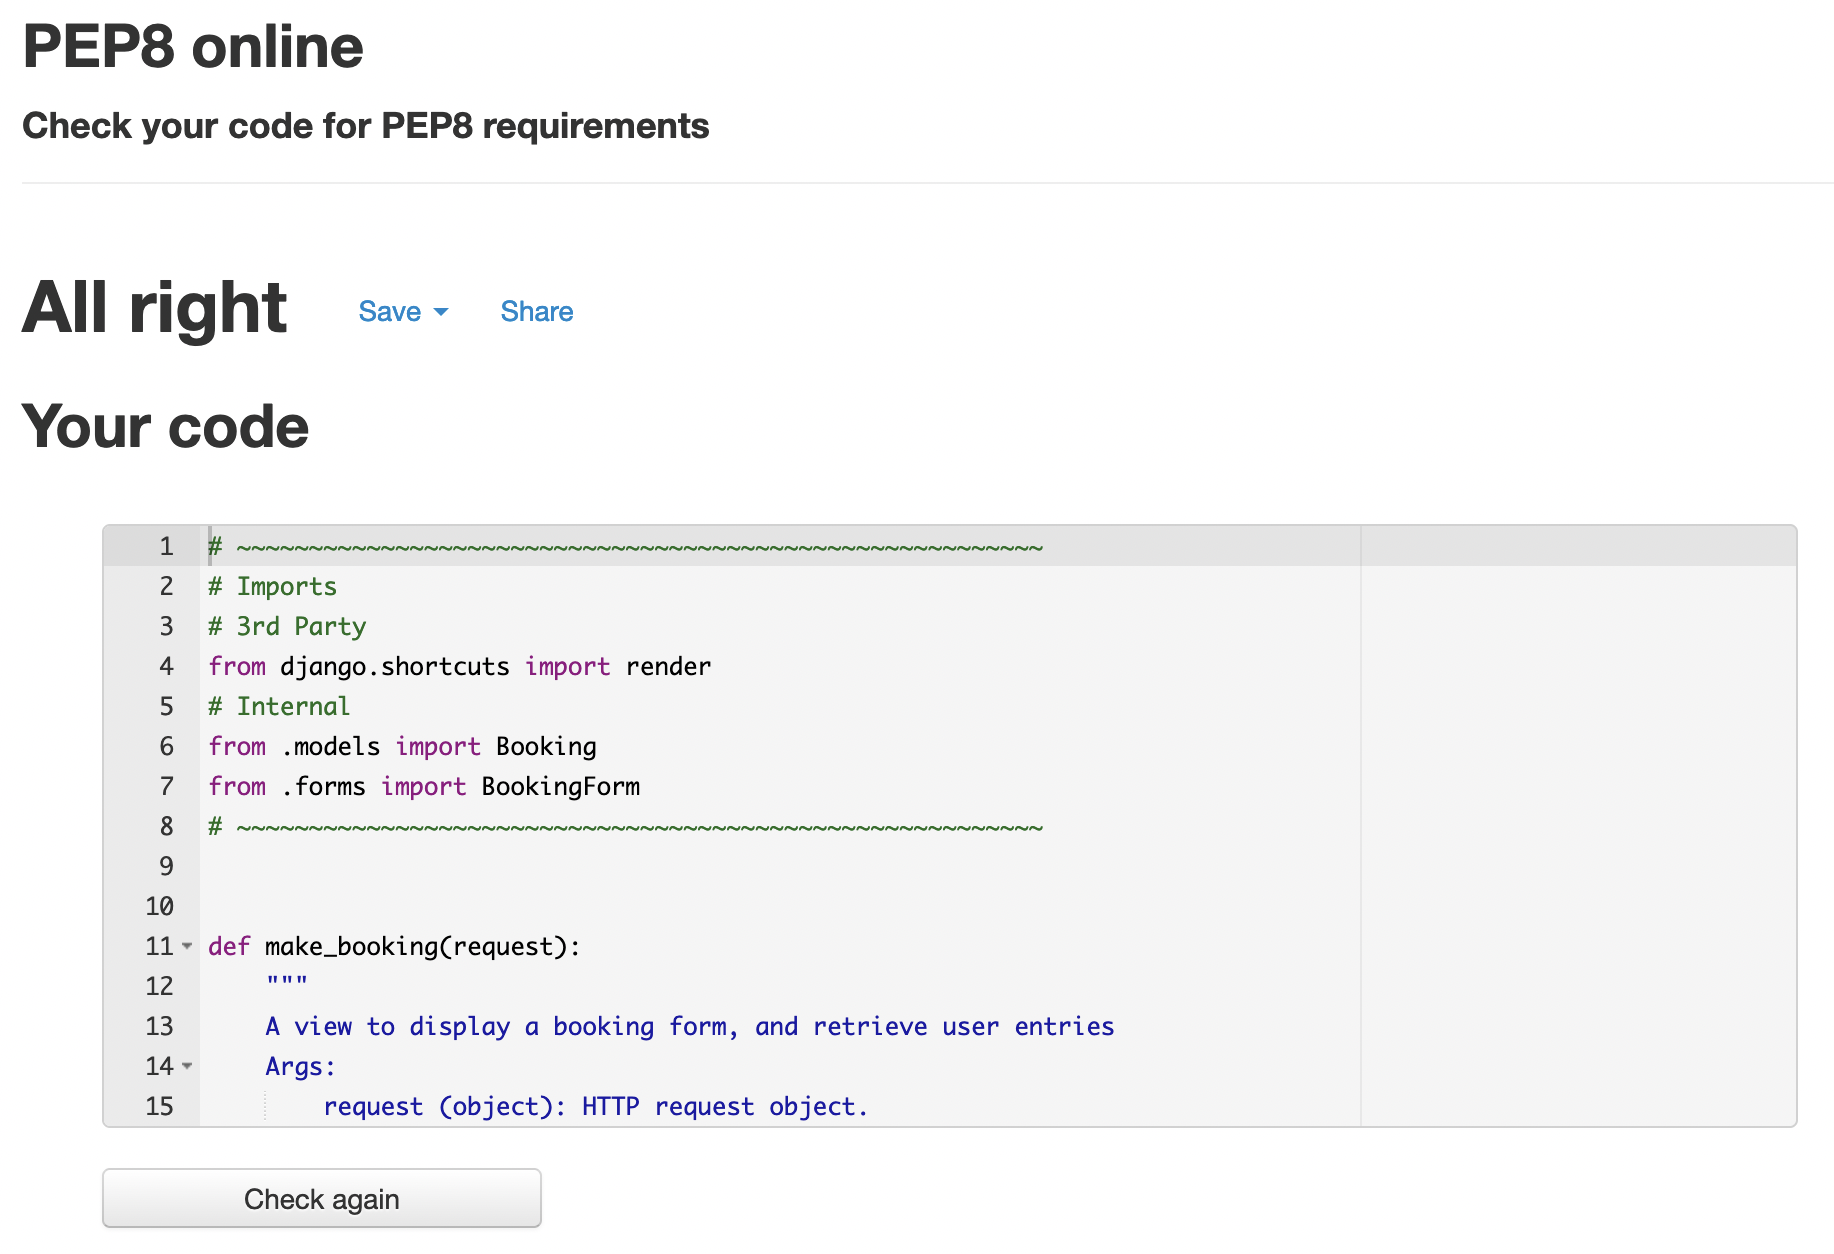 PEP8 online
Check your code for PEP8 requirements
All right Save Share
Your code
1 # ~~~~~~~~~~~~~~~~~~~~~~~~~~~~~~~~~~~~~~~~~~~~~~~~~~~~~~~~
2 # Imports
3 # 3rd Party
4 from django.shortcuts import render
5 # Internal
6 from .models import Booking
7 from .forms import BookingForm
8 # ~~~~~~~~~~~~~~~~~~~~~~~~~~~~~~~~~~~~~~~~~~~~~~~~~~~~~~~~
9
10
11 def make_booking(request):
12     """
13     A view to display a booking form, and retrieve user entries
14     Args:
15         request (object): HTTP request object.
Check again